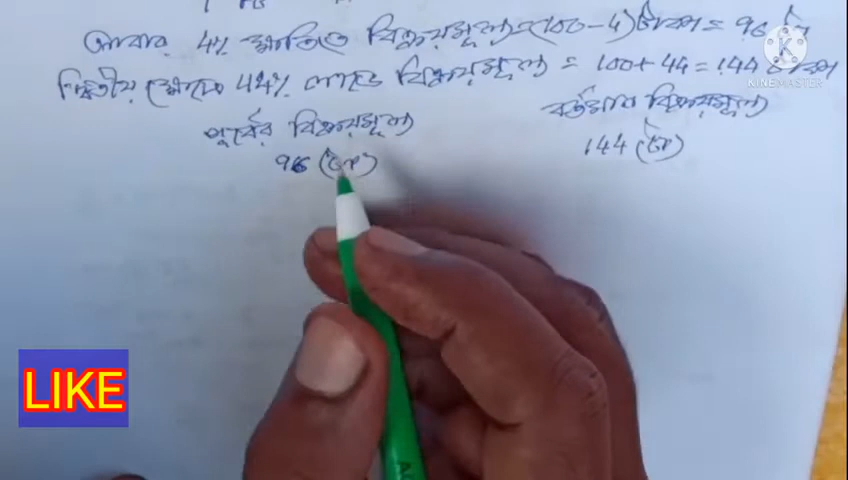 আবার 4% ক্ষতিতে বিক্রয়মূল্য = (100-4) টাকা = 96 টা
দ্বিতীয় ক্ষেত্রে 44% লাভে বিক্রয়মূল্য = 100+44 = 144 টাকা
পূর্বের বিক্রয়মূল্য
বর্তমান বিক্রয়মূল্য
96 (টা)
144 (টা)
KINEMASTER
LIKE